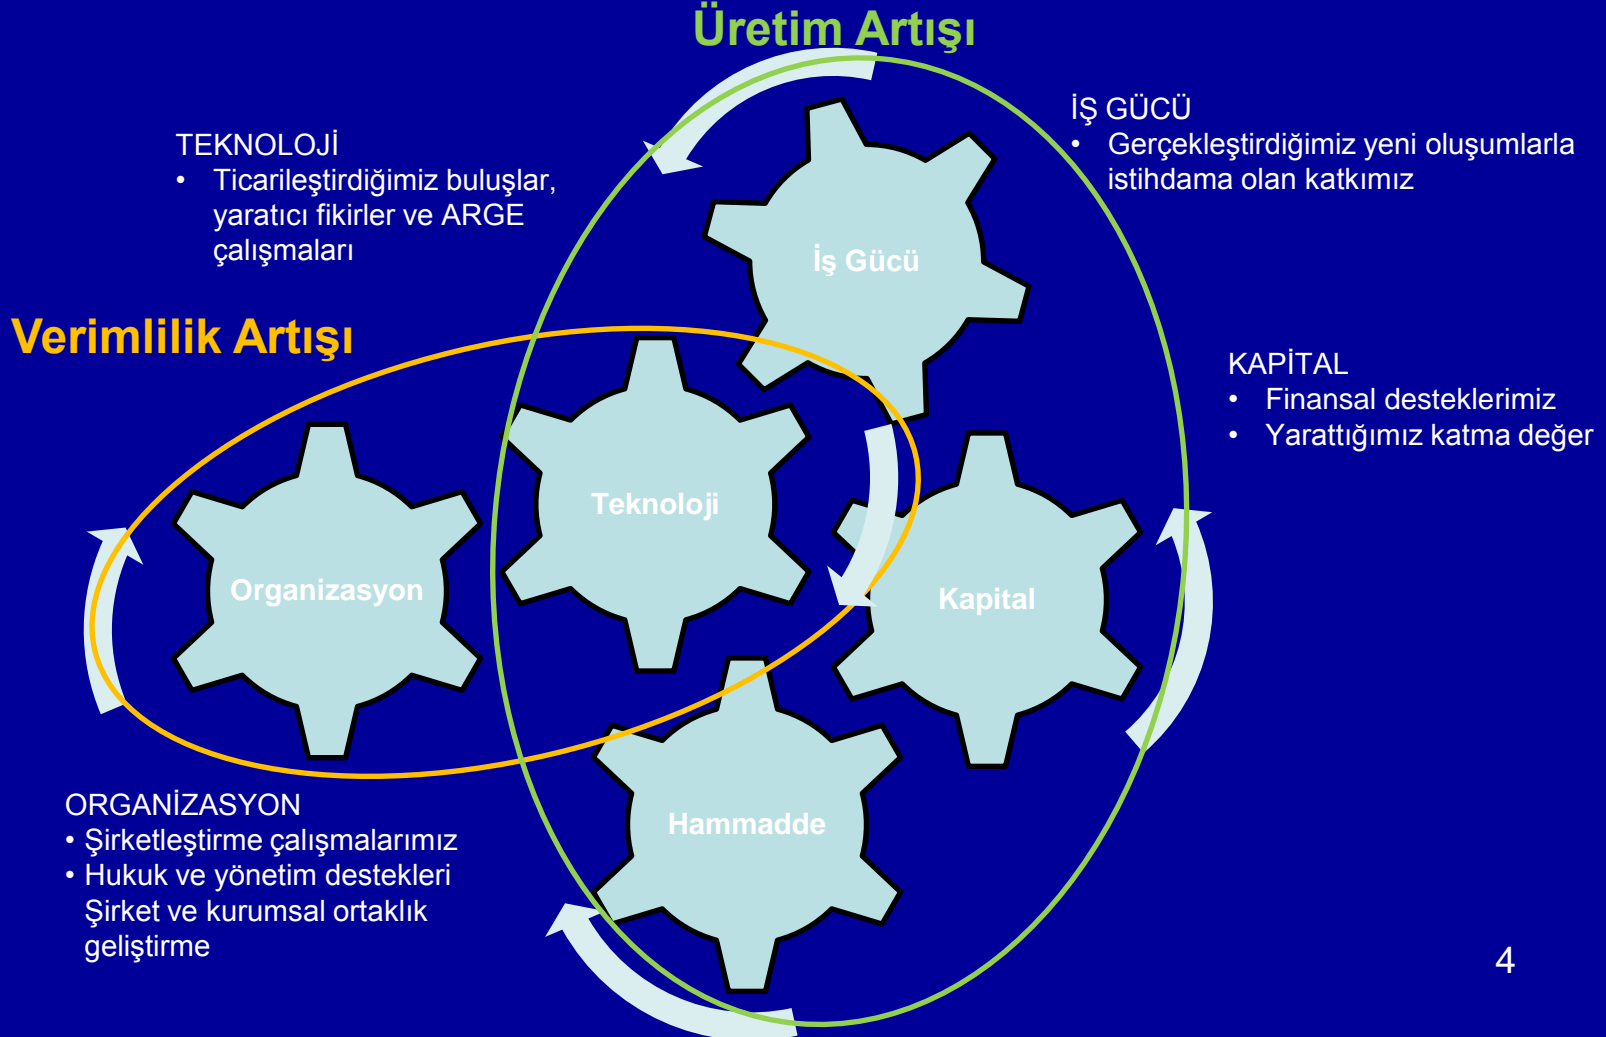 Üretim Artışı
İŞ GÜCÜ
• Gerçekleştirdiğimiz yeni oluşumlarla
istihdama olan katkımız
TEKNOLOJİ
• Ticarileştirdiğimiz buluşlar,
yaratıcı fikirler ve ARGE
çalışmaları
İş Gücü
Verimlilik Artışı
KAPİTAL
• Finansal desteklerimiz
• Yarattığımız katma değer
Teknoloji
Organizasyon
Kapital
Hammadde
ORGANİZASYON
• Şirketleştirme çalışmalarımız
• Hukuk ve yönetim destekleri
Şirket ve kurumsal ortaklık
geliştirme
4